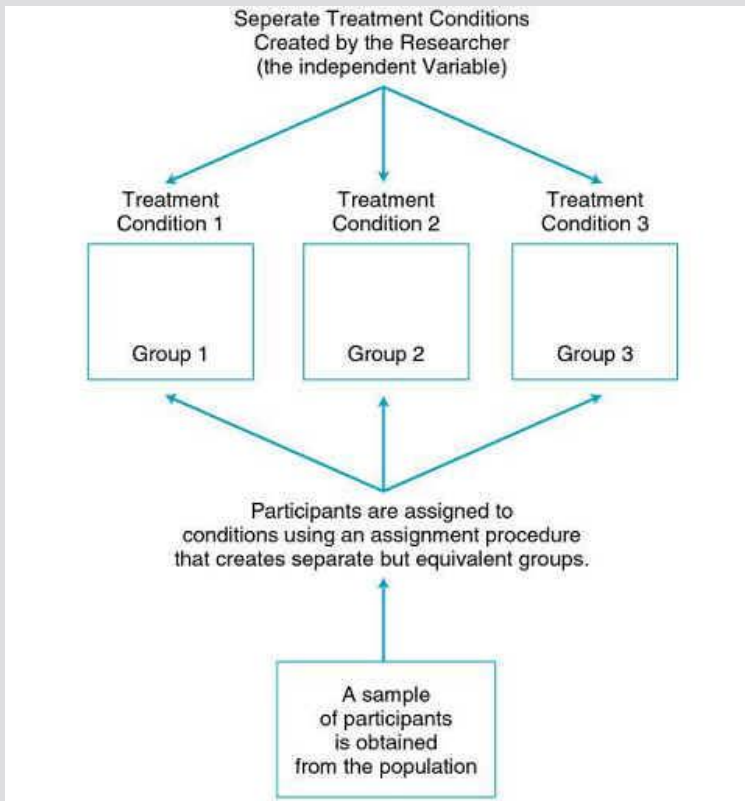 Seperate Treatment Conditions
Created by the Researcher
(the independent Variable)
Treatment
Condition 1
Treatment
Condition 2
Treatment
Condition 3
Group 1
Group 2
Group 3
Participants are assigned to
conditions using an assignment procedure
that creates separate but equivalent groups.
A sample
of participants
is obtained
from the population